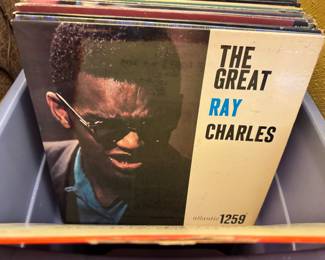 THE
GREAT
RAY
CHARLES
atlantic 1259